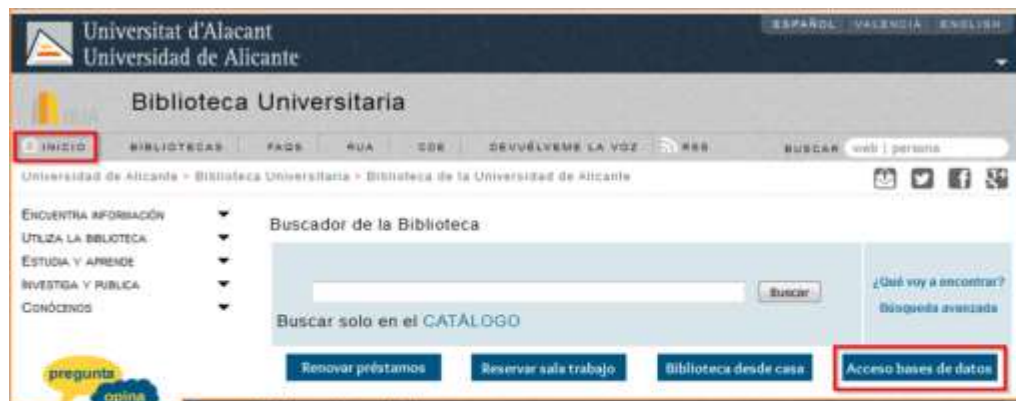 ESPAÑOL VALENCIÀ ENGLISH
Universitat d'Alacant
Universidad de Alicante
Biblioteca Universitaria
INICIO BIBLIOTECAS FAQS RUA CDE DEVUÉLVEME LA VOZ RSS BUSCAR web | persona
Universidad de Alicante > Biblioteca Universitaria > Biblioteca de la Universidad de Alicante
ENCUENTRA INFORMACIÓN
UTILIZA LA BIBLIOTECA
ESTUDIA Y APRENDE
INVESTIGA Y PUBLICA
CONÓCENOS
Buscador de la Biblioteca
Buscar
¿Qué voy a encontrar?
Búsqueda avanzada
Buscar solo en el CATÁLOGO
Renovar préstamos Reservar sala trabajo Biblioteca desde casa Acceso bases de datos
pregunta
opina